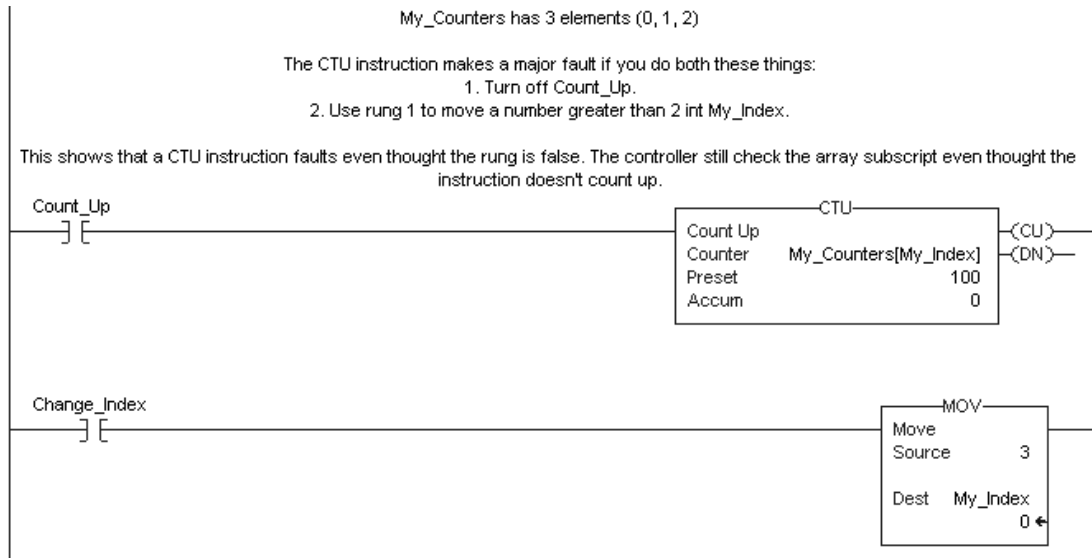 My_Counters has 3 elements (0, 1, 2)
The CTU instruction makes a major fault if you do both these things:
1. Turn off Count_Up.
2. Use rung 1 to move a number greater than 2 int My_Index.
This shows that a CTU instruction faults even thought the rung is false. The controller still check the array subscript even thought the
instruction doesn't count up.
Count_Up
CTU
Count Up
Counter My_Counters[My_Index]
Preset 100
Accum 0
(CU)
(DN)
Change_Index
MOV
Move
Source 3
Dest My_Index
0